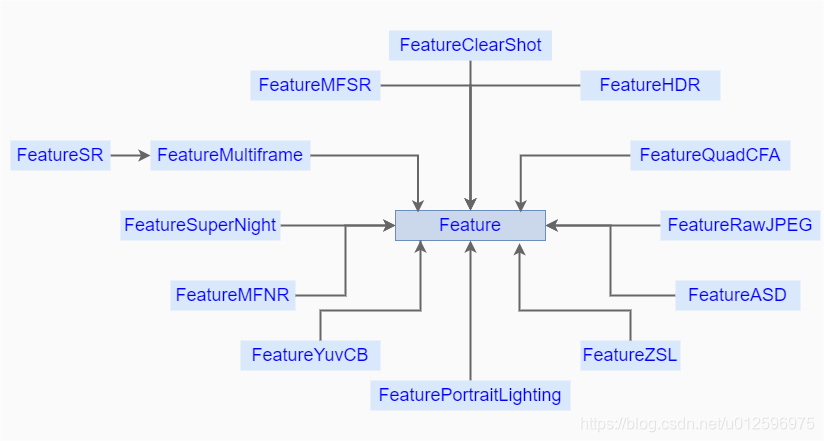 FeatureClearShot
FeatureMFSR
FeatureHDR
FeatureSR
FeatureMultiframe
FeatureQuadCFA
FeatureSuperNight
Feature
FeatureRawJPEG
FeatureMFNR
FeatureASD
FeatureYuvCB
FeatureZSL
FeaturePortraitLighting
https://blog.csdn.net/u012596975